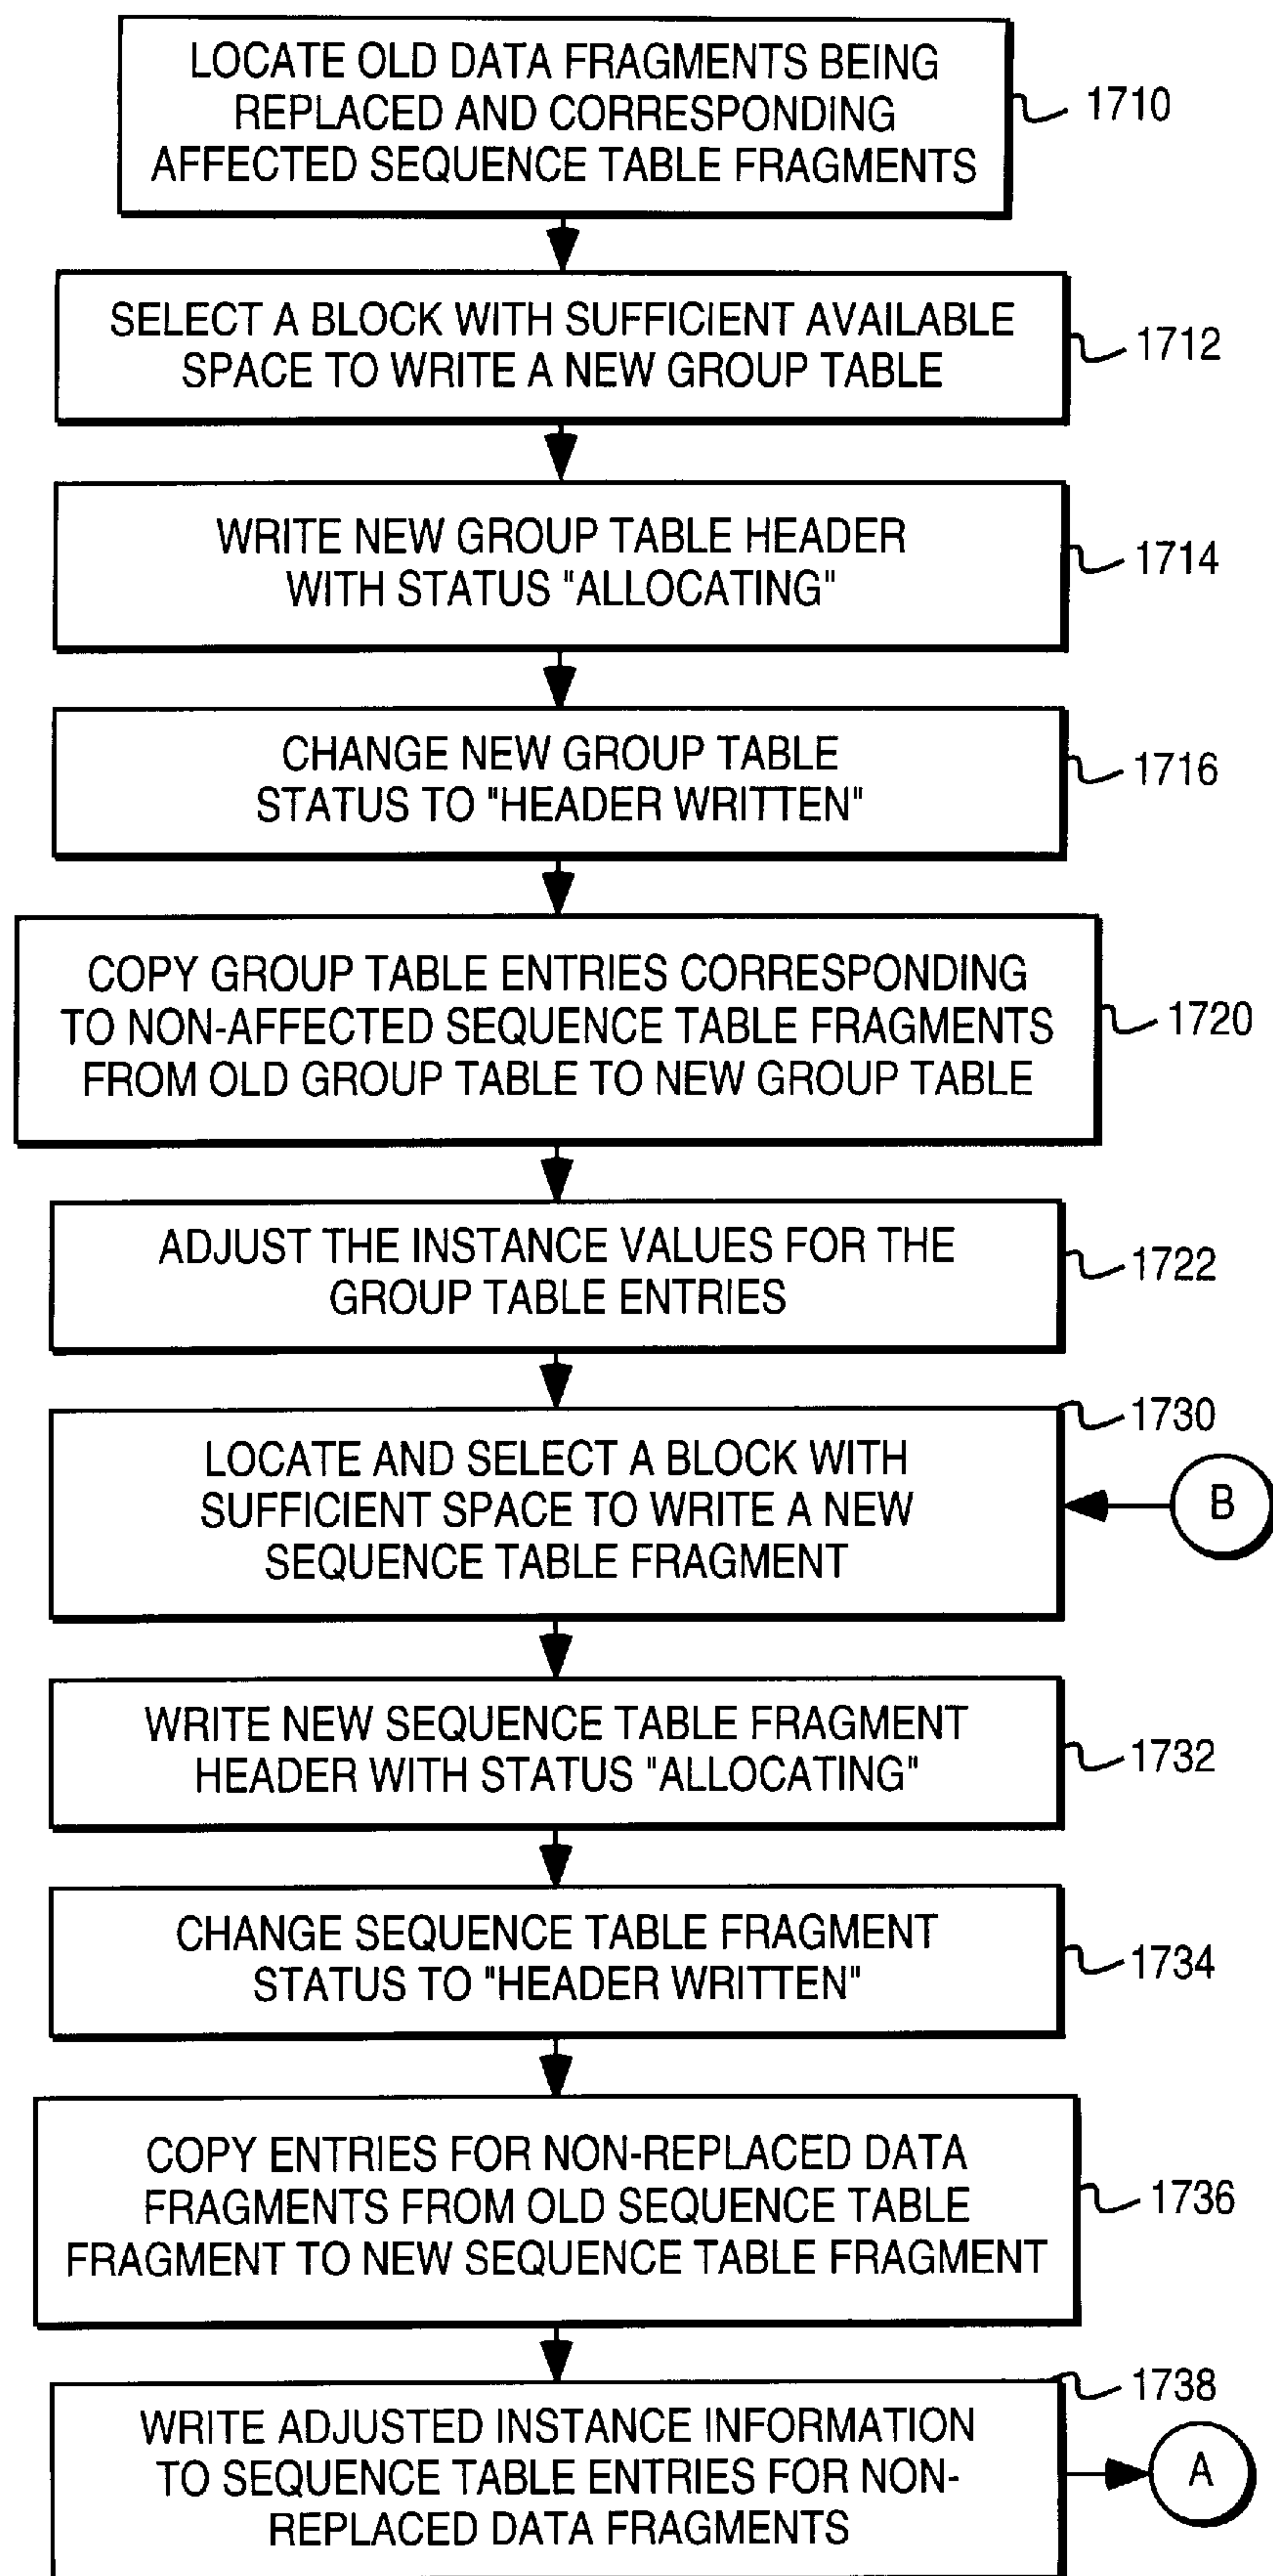 LOCATE OLD DATA FRAGMENTS BEING
REPLACED AND CORRESPONDING
AFFECTED SEQUENCE TABLE FRAGMENTS
1710
SELECT A BLOCK WITH SUFFICIENT AVAILABLE
SPACE TO WRITE A NEW GROUP TABLE
1712
WRITE NEW GROUP TABLE HEADER
WITH STATUS "ALLOCATING"
1714
CHANGE NEW GROUP TABLE
STATUS TO "HEADER WRITTEN"
1716
COPY GROUP TABLE ENTRIES CORRESPONDING
TO NON-AFFECTED SEQUENCE TABLE FRAGMENTS
FROM OLD GROUP TABLE TO NEW GROUP TABLE
1720
ADJUST THE INSTANCE VALUES FOR THE
GROUP TABLE ENTRIES
1722
LOCATE AND SELECT A BLOCK WITH
SUFFICIENT SPACE TO WRITE A NEW
SEQUENCE TABLE FRAGMENT
1730
B
WRITE NEW SEQUENCE TABLE FRAGMENT
HEADER WITH STATUS "ALLOCATING"
1732
CHANGE SEQUENCE TABLE FRAGMENT
STATUS TO "HEADER WRITTEN"
1734
COPY ENTRIES FOR NON-REPLACED DATA
FRAGMENTS FROM OLD SEQUENCE TABLE
FRAGMENT TO NEW SEQUENCE TABLE FRAGMENT
1736
WRITE ADJUSTED INSTANCE INFORMATION
TO SEQUENCE TABLE ENTRIES FOR NON-
REPLACED DATA FRAGMENTS
1738
A